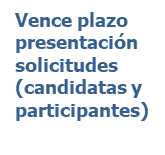 Vence plazo
presentación
solicitudes
(candidatas y
participantes)